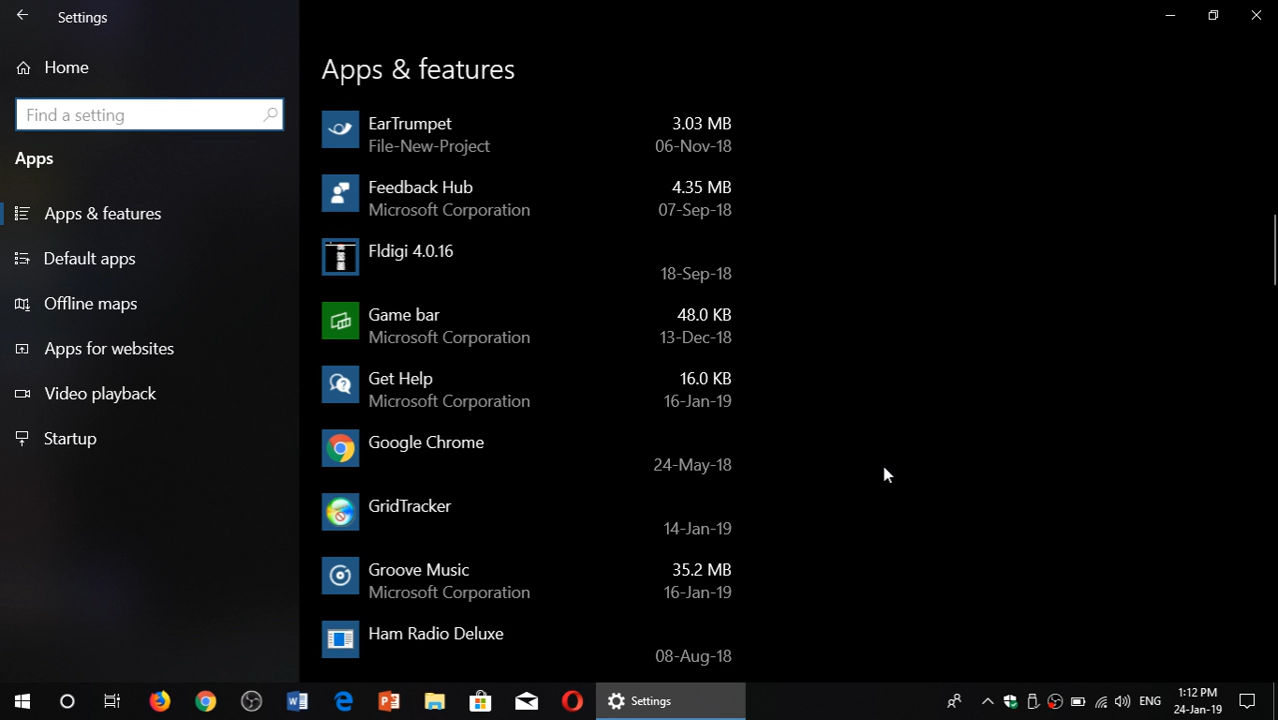 Settings
Home
Find a setting
Apps
Apps & features
Default apps
Offline maps
Apps for websites
Video playback
Startup
Apps & features
EarTrumpet 3.03 MB
File-New-Project 06-Nov-18
Feedback Hub 4.35 MB
Microsoft Corporation 07-Sep-18
Fldigi 4.0.16
18-Sep-18
Game bar 48.0 KB
Microsoft Corporation 13-Dec-18
Get Help 16.0 KB
Microsoft Corporation 16-Jan-19
Google Chrome
24-May-18
GridTracker
14-Jan-19
Groove Music 35.2 MB
Microsoft Corporation 16-Jan-19
Ham Radio Deluxe
08-Aug-18
Settings
ENG
1:12 PM
24-Jan-19